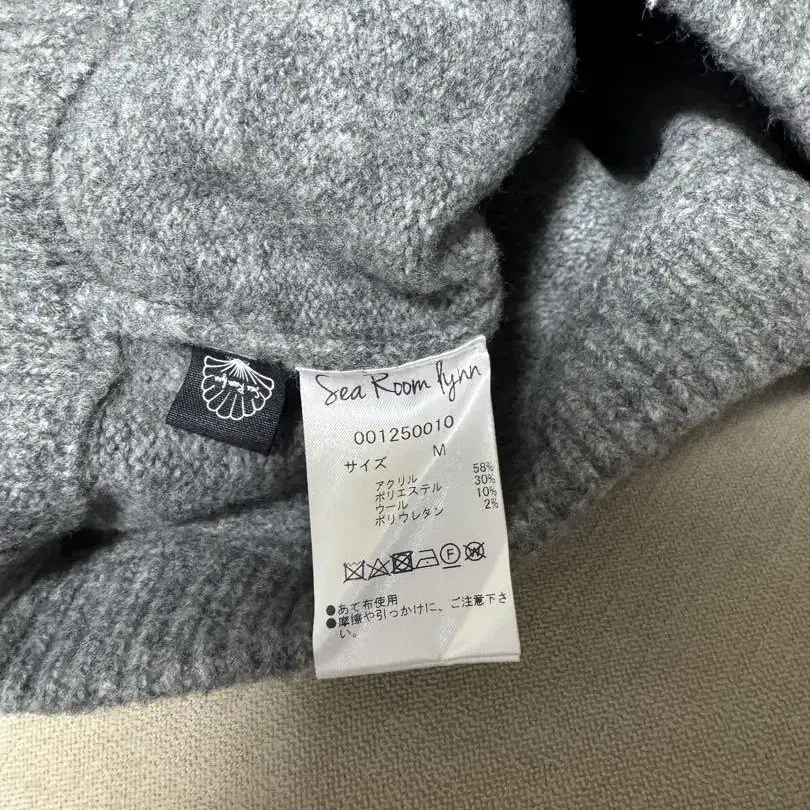 Sea Room lynn
001250010
サイズ M
アクリル 58%
ポリエステル 30%
ウール 10%
ポリウレタン 2%
F W
●あて布使用
●摩擦や引っかけに、ご注意下さ
い。